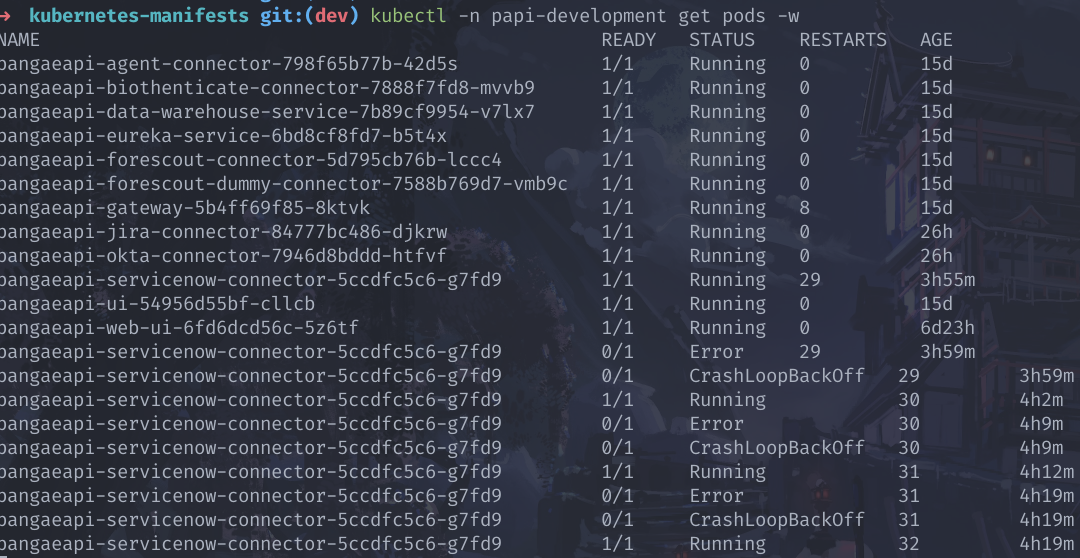 → kubernetes-manifests git:(dev) kubectl -n papi-development get pods -w
NAME READY STATUS RESTARTS AGE
pangaeapi-agent-connector-798f65b77b-42d5s 1/1 Running 0 15d
pangaeapi-biothenticate-connector-7888f7fd8-mvvb9 1/1 Running 0 15d
pangaeapi-data-warehouse-service-7b89cf9954-v7lx7 1/1 Running 0 15d
pangaeapi-eureka-service-6bd8cf8fd7-b5t4x 1/1 Running 0 15d
pangaeapi-forescout-connector-5d795cb76b-lccc4 1/1 Running 0 15d
pangaeapi-forescout-dummy-connector-7588b769d7-vmb9c 1/1 Running 0 15d
pangaeapi-gateway-5b4ff69f85-8ktvk 1/1 Running 8 15d
pangaeapi-jira-connector-84777bc486-djkrw 1/1 Running 0 26h
pangaeapi-okta-connector-7946d8bddd-htfvf 1/1 Running 0 26h
pangaeapi-servicenow-connector-5ccdfc5c6-g7fd9 1/1 Running 29 3h55m
pangaeapi-ui-54956d55bf-cllcb 1/1 Running 0 15d
pangaeapi-web-ui-6fd6dcd56c-5z6tf 1/1 Running 0 6d23h
pangaeapi-servicenow-connector-5ccdfc5c6-g7fd9 0/1 Error 29 3h59m
pangaeapi-servicenow-connector-5ccdfc5c6-g7fd9 0/1 CrashLoopBackOff 29 3h59m
pangaeapi-servicenow-connector-5ccdfc5c6-g7fd9 1/1 Running 30 4h2m
pangaeapi-servicenow-connector-5ccdfc5c6-g7fd9 0/1 Error 30 4h9m
pangaeapi-servicenow-connector-5ccdfc5c6-g7fd9 0/1 CrashLoopBackOff 30 4h9m
pangaeapi-servicenow-connector-5ccdfc5c6-g7fd9 1/1 Running 31 4h12m
pangaeapi-servicenow-connector-5ccdfc5c6-g7fd9 0/1 Error 31 4h19m
pangaeapi-servicenow-connector-5ccdfc5c6-g7fd9 0/1 CrashLoopBackOff 31 4h19m
pangaeapi-servicenow-connector-5ccdfc5c6-g7fd9 1/1 Running 32 4h19m